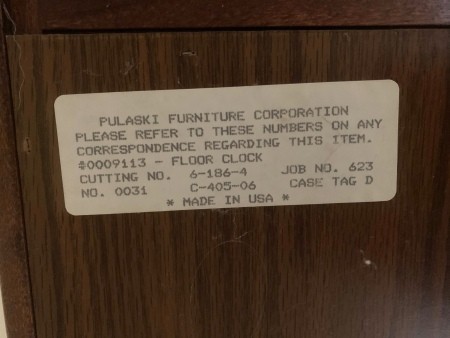 PULASKI FURNITURE CORPORATION
PLEASE REFER TO THESE NUMBERS ON ANY
CORRESPONDENCE REGARDING THIS ITEM.
$0009113 - FLOOR CLOCK
CUTTING NO. 6-186-4 JOB NO. 623
NO. 0031 C-405-06 CASE TAG D
* MADE IN USA *